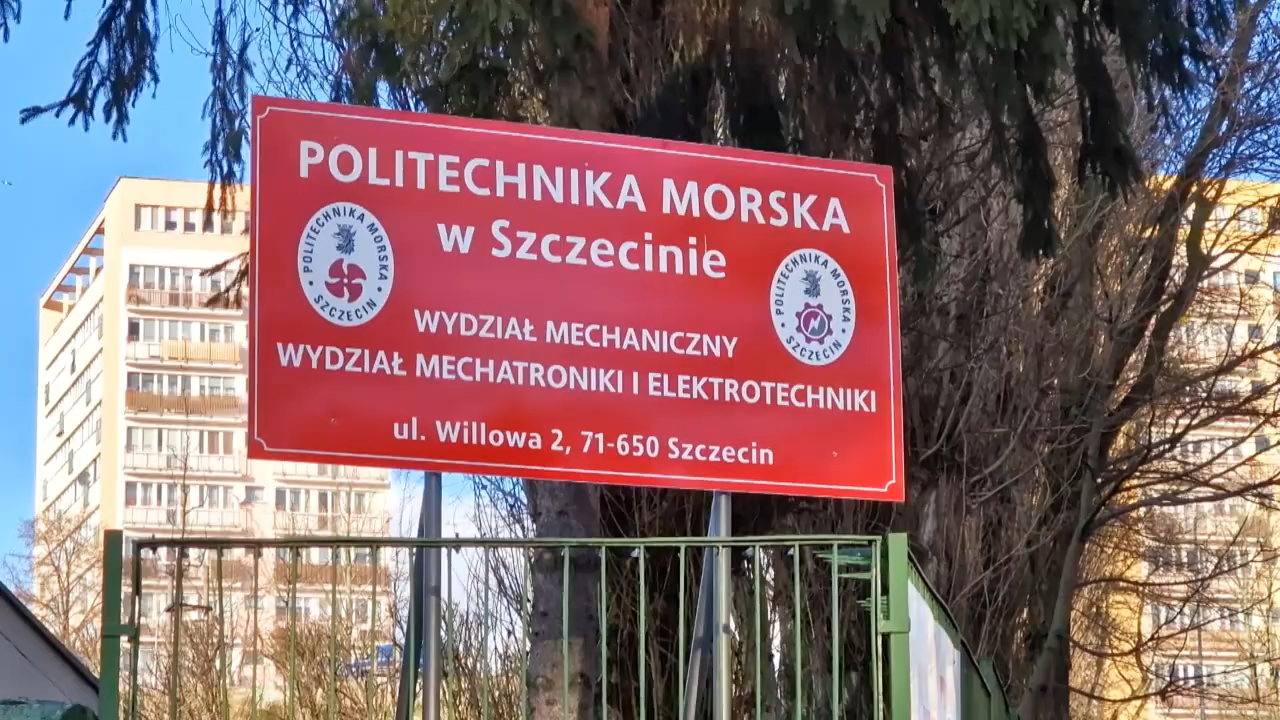 POLITECHNIKA MORSKA
w Szczecinie
POLITECHNIKA MORSKA
SZCZECIN
POLITECHNIKA MORSKA
SZCZECIN
WYDZIAŁ MECHANICZNY
WYDZIAŁ MECHATRONIKI I ELEKTROTECHNIKI
ul. Willowa 2, 71-650 Szczecin